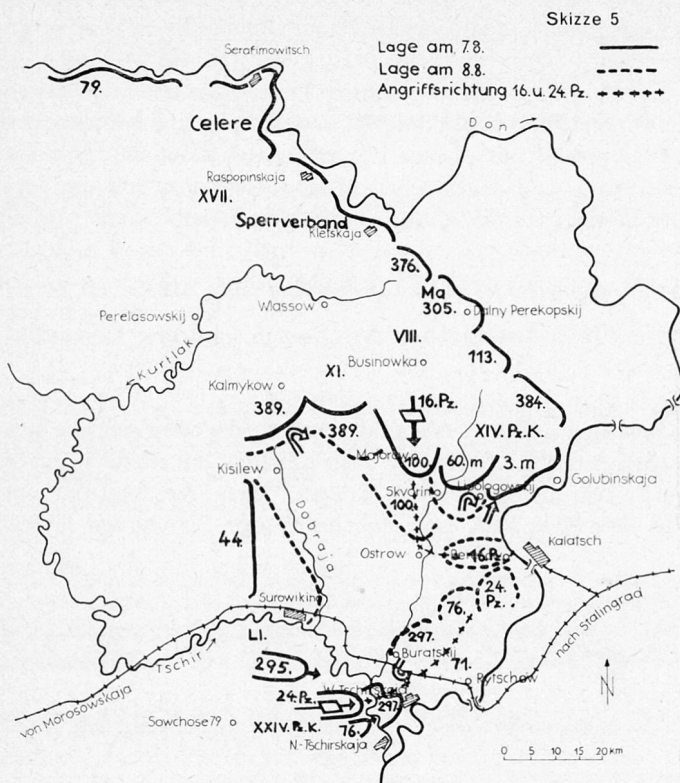 Skizze 5
Lage am 7.8.
Lage am 8.8.
Angriffsrichtung 16. u. 24. Pz.
Serafimowitsch
79.
Celere
Don
Raspopinskaja
XVII.
Sperrverband
Kletskaja
376.
Ma
305.
Dalny Perekopskij
Wlassow
Perelasowskij
VIII.
113.
Kurtlak
XI.
Businowka
Kalmykow
16. Pz.
384.
389.
389.
XIV. Pz. K.
Majorow
100.
60. m
3. m
Kisilew
Golubinskaja
Skvorin
100.
Dobraja
44.
Kalatsch
Ostrow
16. Pz.
24. Pz.
76.
Surowikino
nach Stalingrad
LI.
297.
Buratskij
Tschir
71.
295.
Rytschow
von Morosowskaja
24. Pz.
297.
Sowchose 79
XXIV. Pz. K.
76.
N-Tschirskaja
N
0 5 10 15 20 km